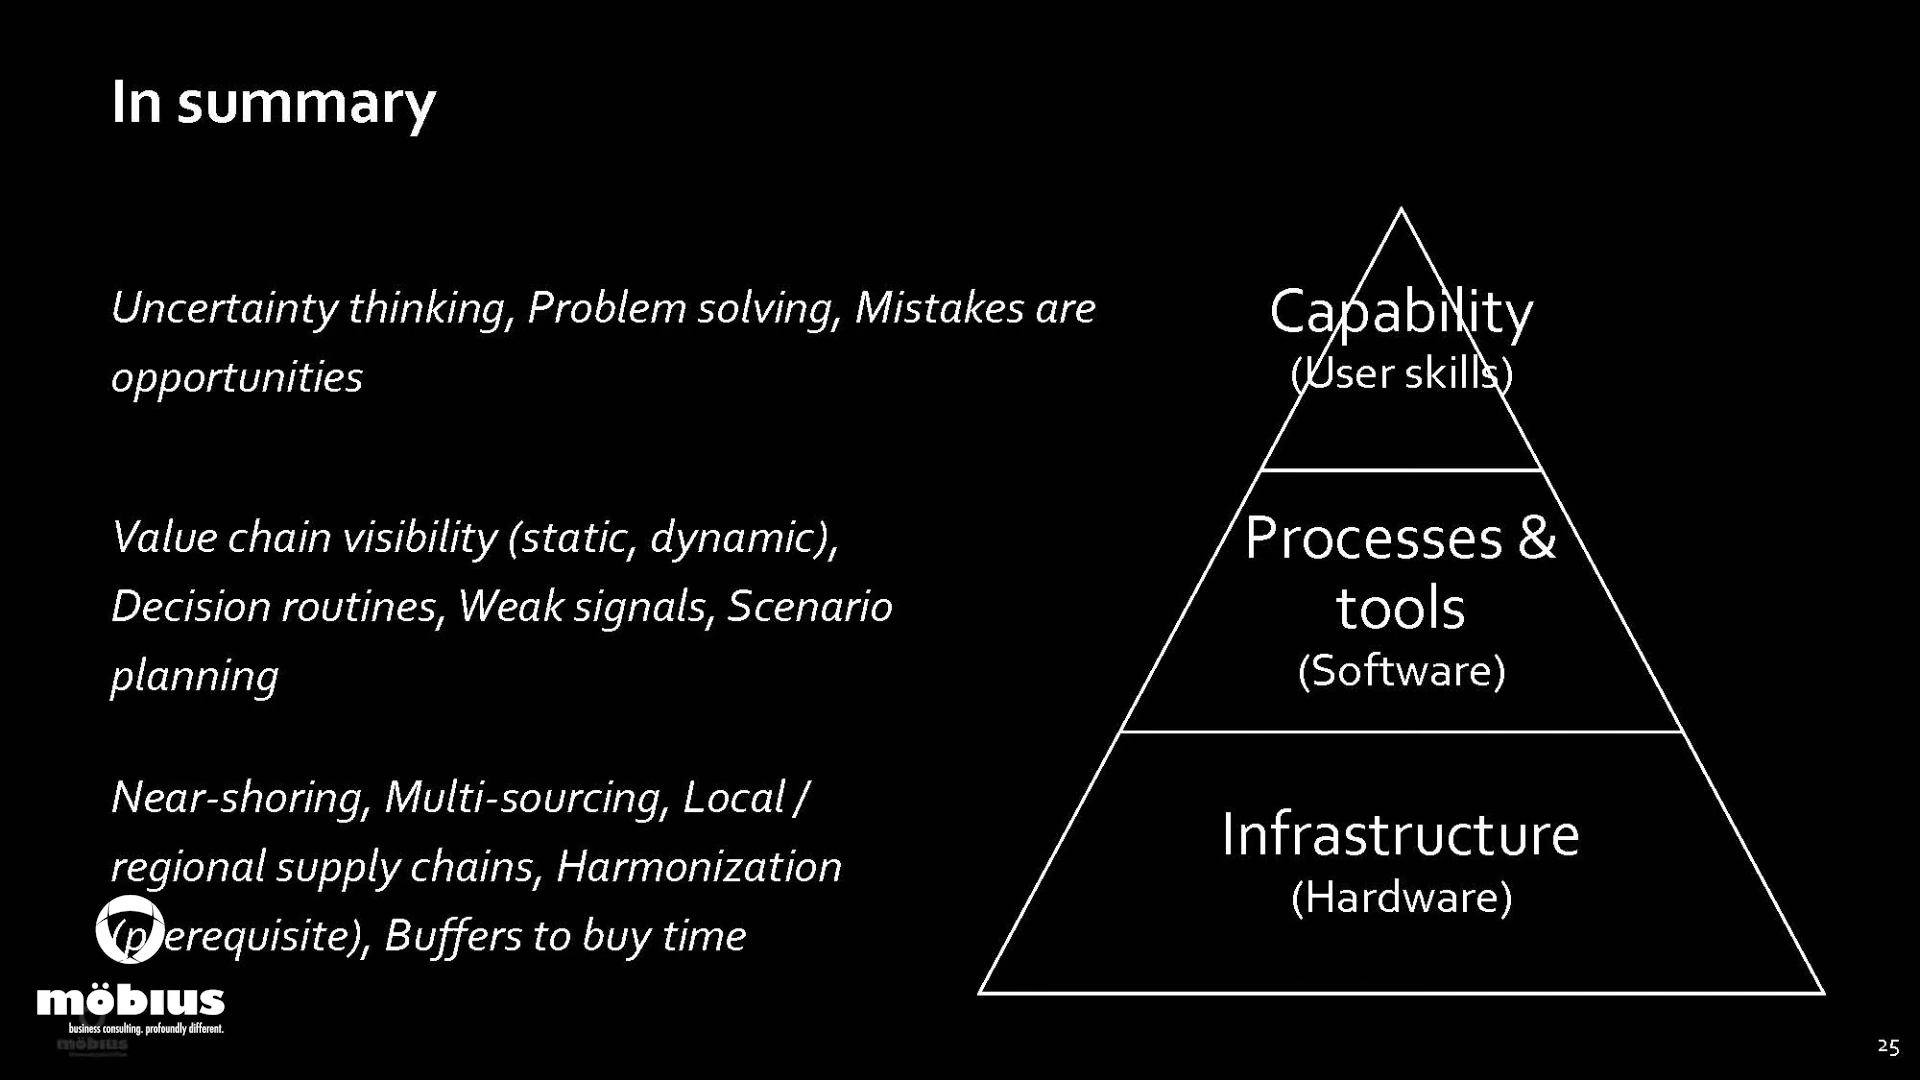 In summary
Uncertainty thinking, Problem solving, Mistakes are
opportunities
Capability
(User skills)
Value chain visibility (static, dynamic),
Decision routines, Weak signals, Scenario
planning
Processes &
tools
(Software)
Near-shoring, Multi-sourcing, Local /
regional supply chains, Harmonization
(prerequisite), Buffers to buy time
Infrastructure
(Hardware)
möbius
business consulting. profoundly different.
möbius
25